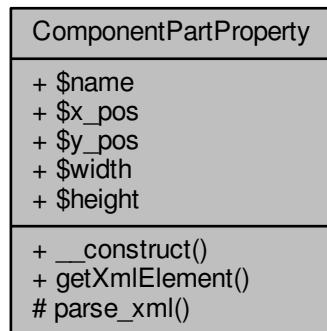 ComponentPartProperty
+ $name
+ $x_pos
+ $y_pos
+ $width
+ $height
+ __construct()
+ getXmlElement()
# parse_xml()